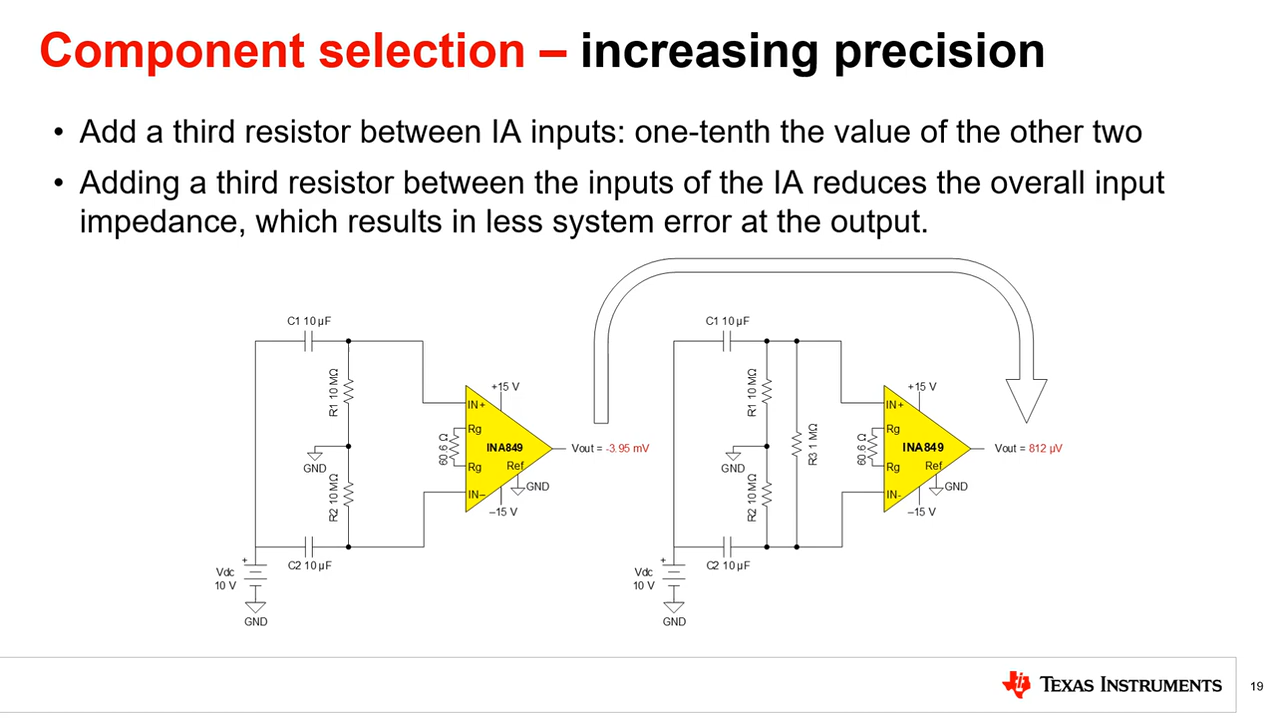 Component selection – increasing precision
• Add a third resistor between IA inputs: one-tenth the value of the other two
• Adding a third resistor between the inputs of the IA reduces the overall input
impedance, which results in less system error at the output.
C1 10 µF
R1 10 MΩ
GND
R2 10 MΩ
C2 10 µF
+
Vdc
10 V
GND
+15 V
IN+
Rg
60.6 Ω
INA849
Rg
Ref
GND
IN–
–15 V
Vout = -3.95 mV
C1 10 µF
R1 10 MΩ
GND
R2 10 MΩ
R3 1 MΩ
C2 10 µF
+
Vdc
10 V
GND
+15 V
IN+
Rg
60.6 Ω
INA849
Rg
Ref
GND
IN-
–15 V
Vout = 812 µV
TEXAS INSTRUMENTS
19